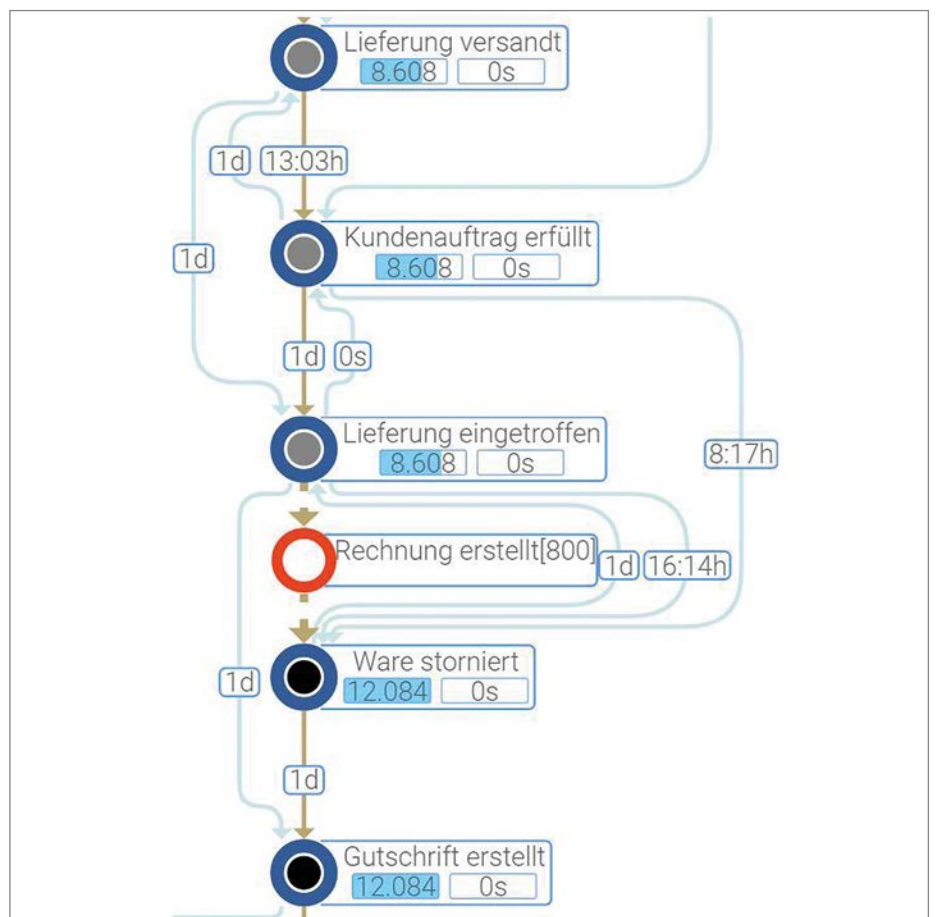 Lieferung versandt
8.608 0s
1d 13:03h
Kundenauftrag erfüllt
8.608 0s
1d
1d 0s
Lieferung eingetroffen
8.608 0s
8:17h
Rechnung erstellt[800]
1d 16:14h
Ware storniert
12.084 0s
1d
1d
Gutschrift erstellt
12.084 0s